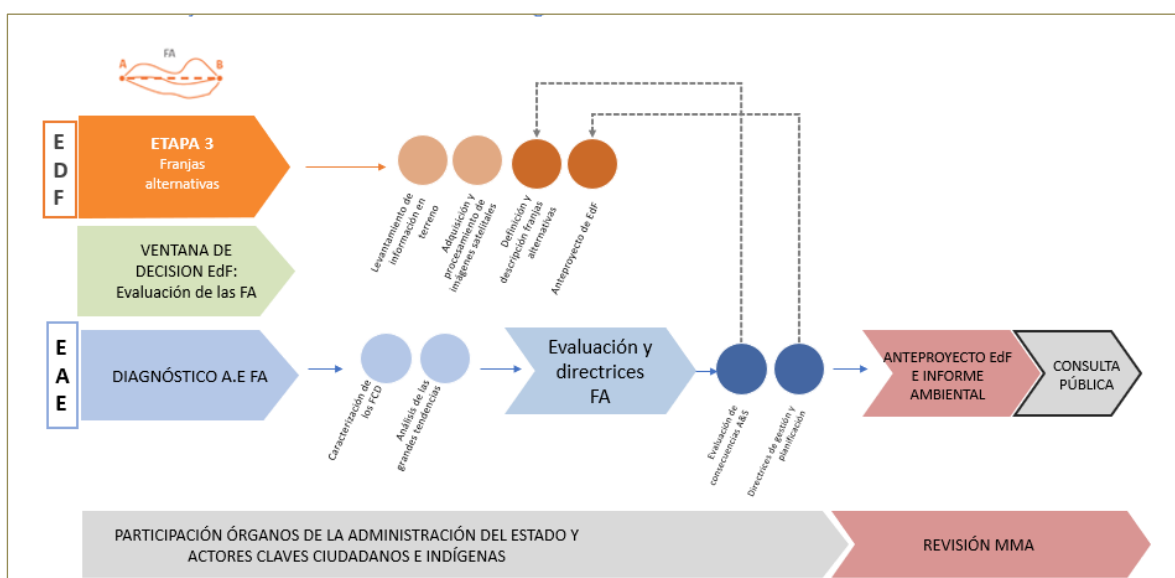 FA
A
B
E
D
F
ETAPA 3
Franjas
alternativas
Levantamiento de
información en
terreno
Adquisición y
procesamiento de
imágenes satelitales
Definición y
descripción franjas
alternativas
Anteproyecto de EdF
VENTANA DE
DECISION EdF:
Evaluación de las FA
E
A
E
DIAGNÓSTICO A.E FA
Caracterización de
los FCD
Análisis de las
grandes tendencias
Evaluación y
directrices
FA
Evaluación de
consecuencias A&S
Directrices de gestión y
planificación
ANTEPROYECTO EdF
E INFORME
AMBIENTAL
CONSULTA
PÚBLICA
PARTICIPACIÓN ÓRGANOS DE LA ADMINISTRACIÓN DEL ESTADO Y
ACTORES CLAVES CIUDADANOS E INDÍGENAS
REVISIÓN MMA